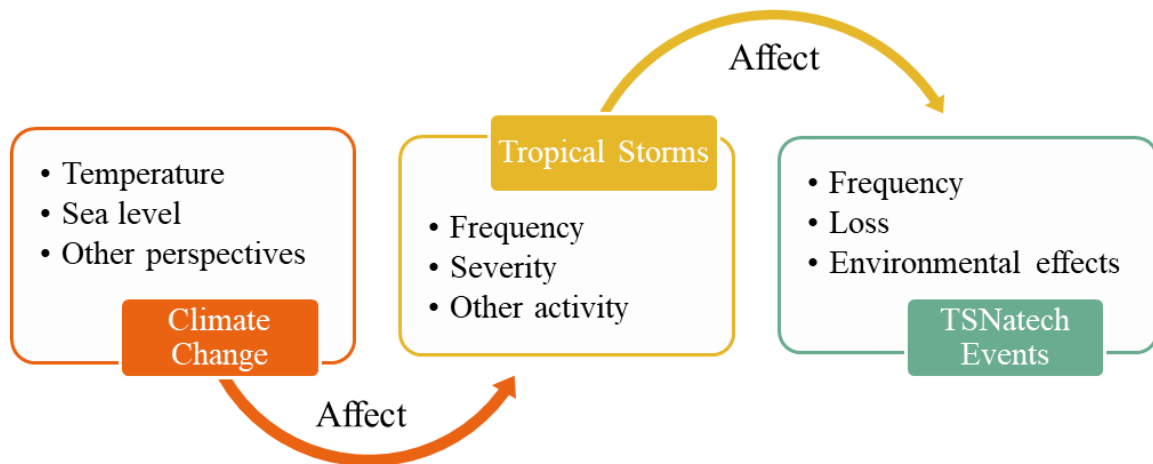 • Temperature
• Sea level
• Other perspectives
Climate
Change
Affect
Tropical Storms
• Frequency
• Severity
• Other activity
Affect
• Frequency
• Loss
• Environmental effects
TSNatech
Events